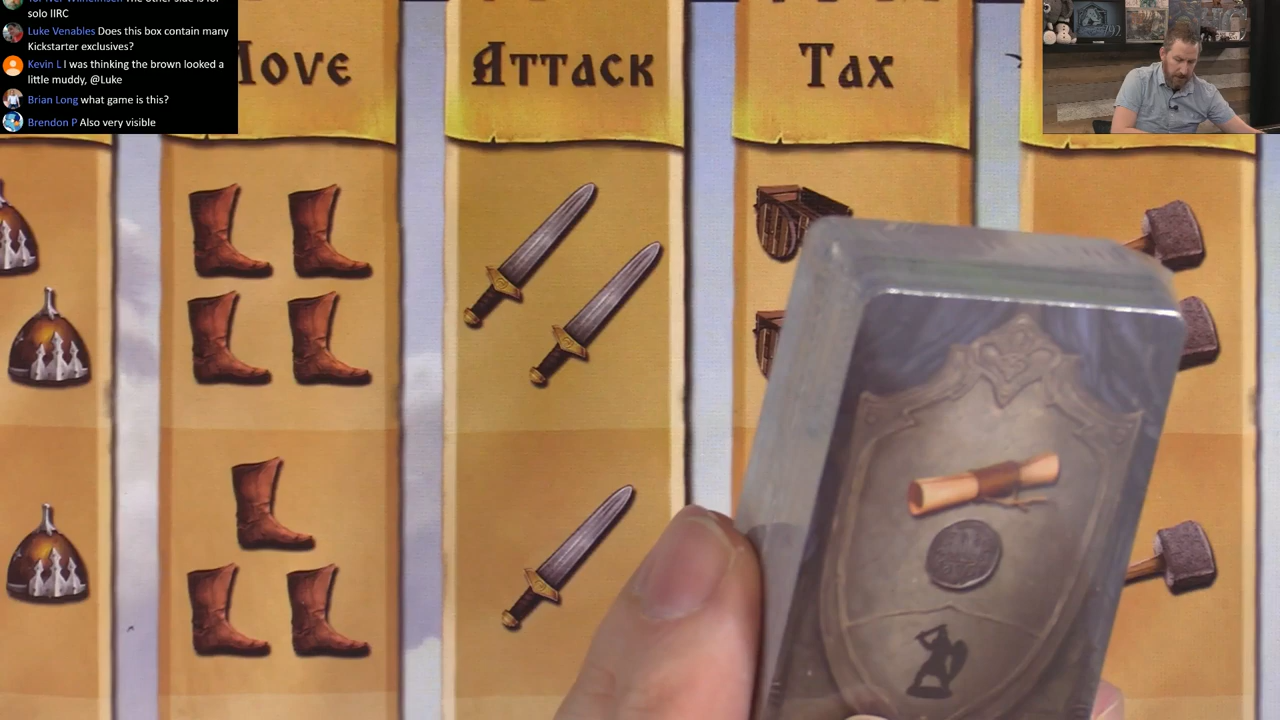 solo IIRC
Luke Venables Does this box contain many
Kickstarter exclusives?
Kevin L I was thinking the brown looked a
little muddy, @Luke
Brian Long what game is this?
Brendon P Also very visible
Move
Attack
Tax